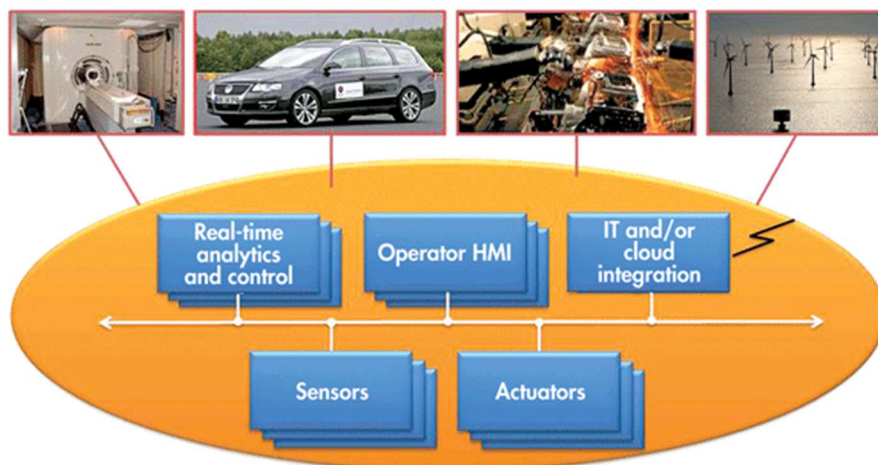 Real-time
analytics
and control
Operator HMI
IT and/or
cloud
integration
Sensors
Actuators